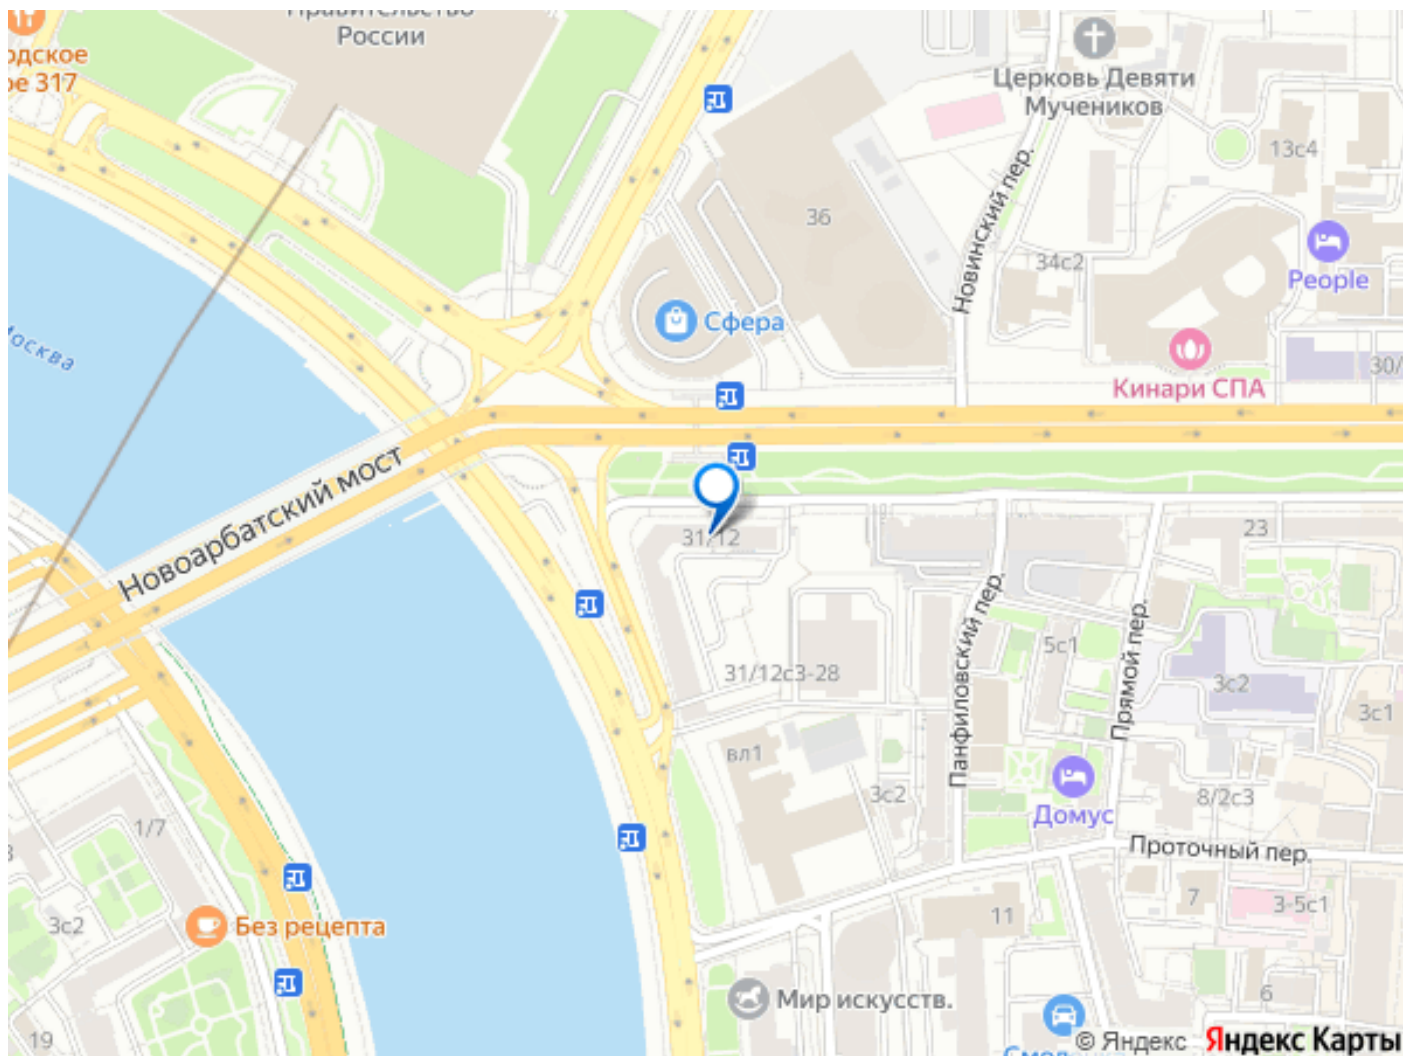 Правительство
России
Церковь Девяти
Мучеников
317
13с4
36
Новинский пер.
34с2
People
Москва
Сфера
Кинари СПА
30/
Новоарбатский мост
31/12
23
Панфиловский пер.
Прямой пер.
5с1
31/12с3-28
3с2
3с1
вл1
3с2
8/2с3
Домус
1/7
Проточный пер.
7
3-5с1
11
3с2
Без рецепта
Мир искусств.
6
19
© Яндекс
Яндекс Карты